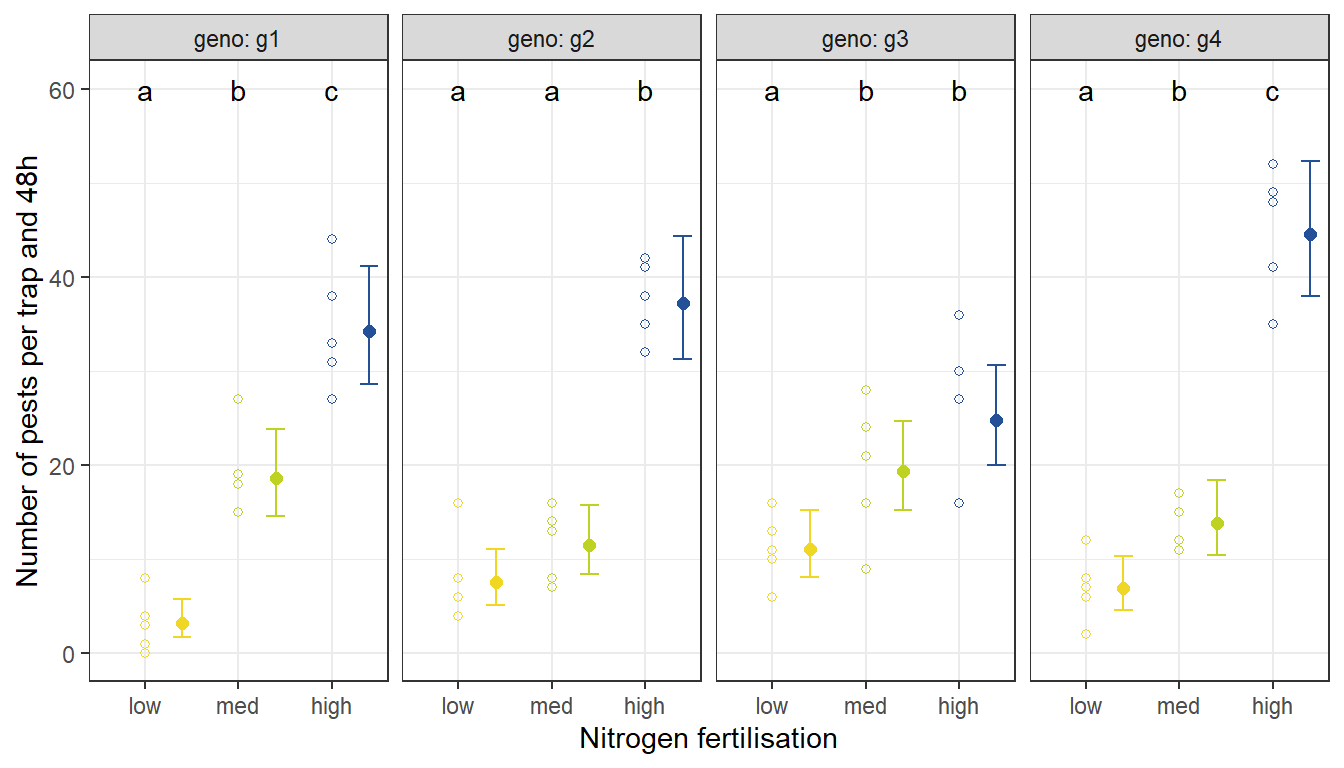 geno: g1 geno: g2 geno: g3 geno: g4
a b c a a b a b b a b c
Number of pests per trap and 48h
60
40
20
0
low med high low med high low med high low med high
Nitrogen fertilisation